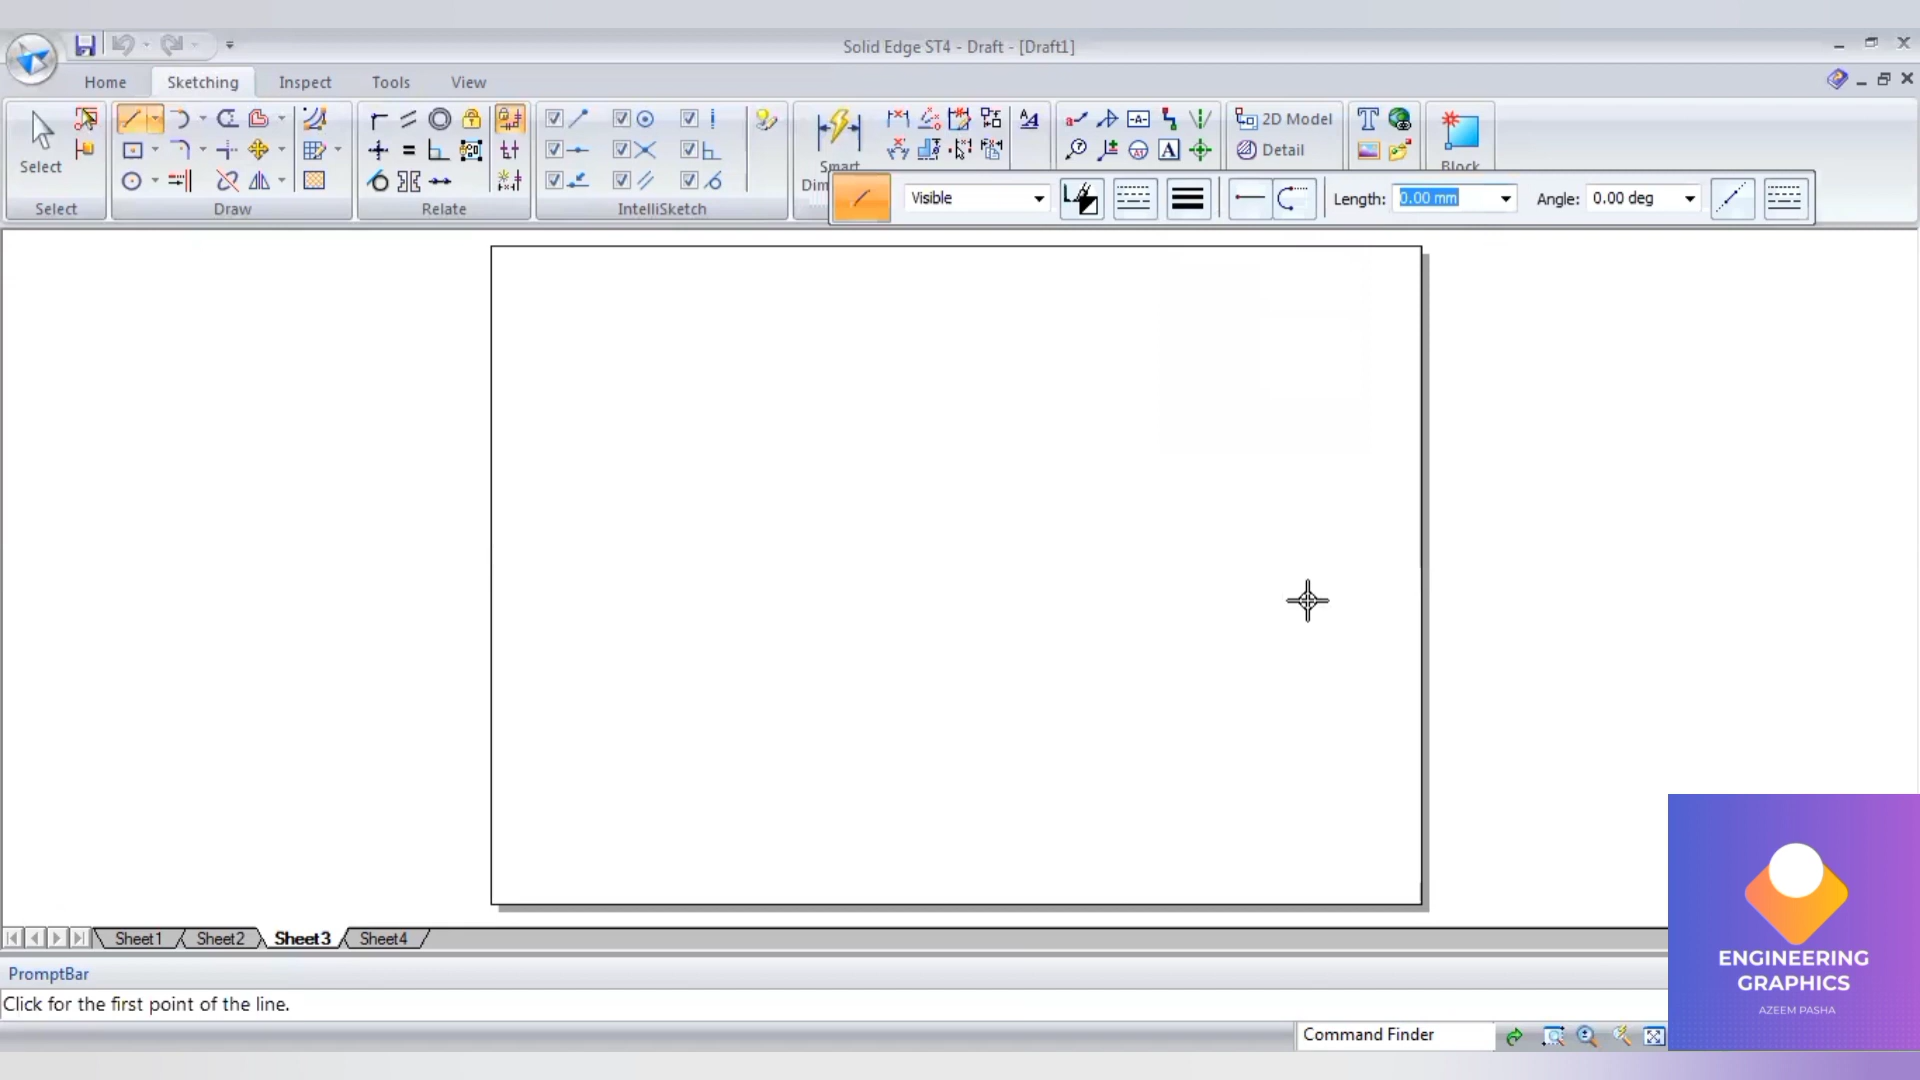 Solid Edge ST4 - Draft - [Draft1]
Home Sketching Inspect Tools View
Select
2D Model
Detail
Smart
Dim
Block
Select Draw Relate IntelliSketch
Visible
Length: 0.00 mm
Angle: 0.00 deg
Sheet1 Sheet2 Sheet3 Sheet4
PromptBar
Click for the first point of the line.
Command Finder
ENGINEERING
GRAPHICS
AZEEM PASHA